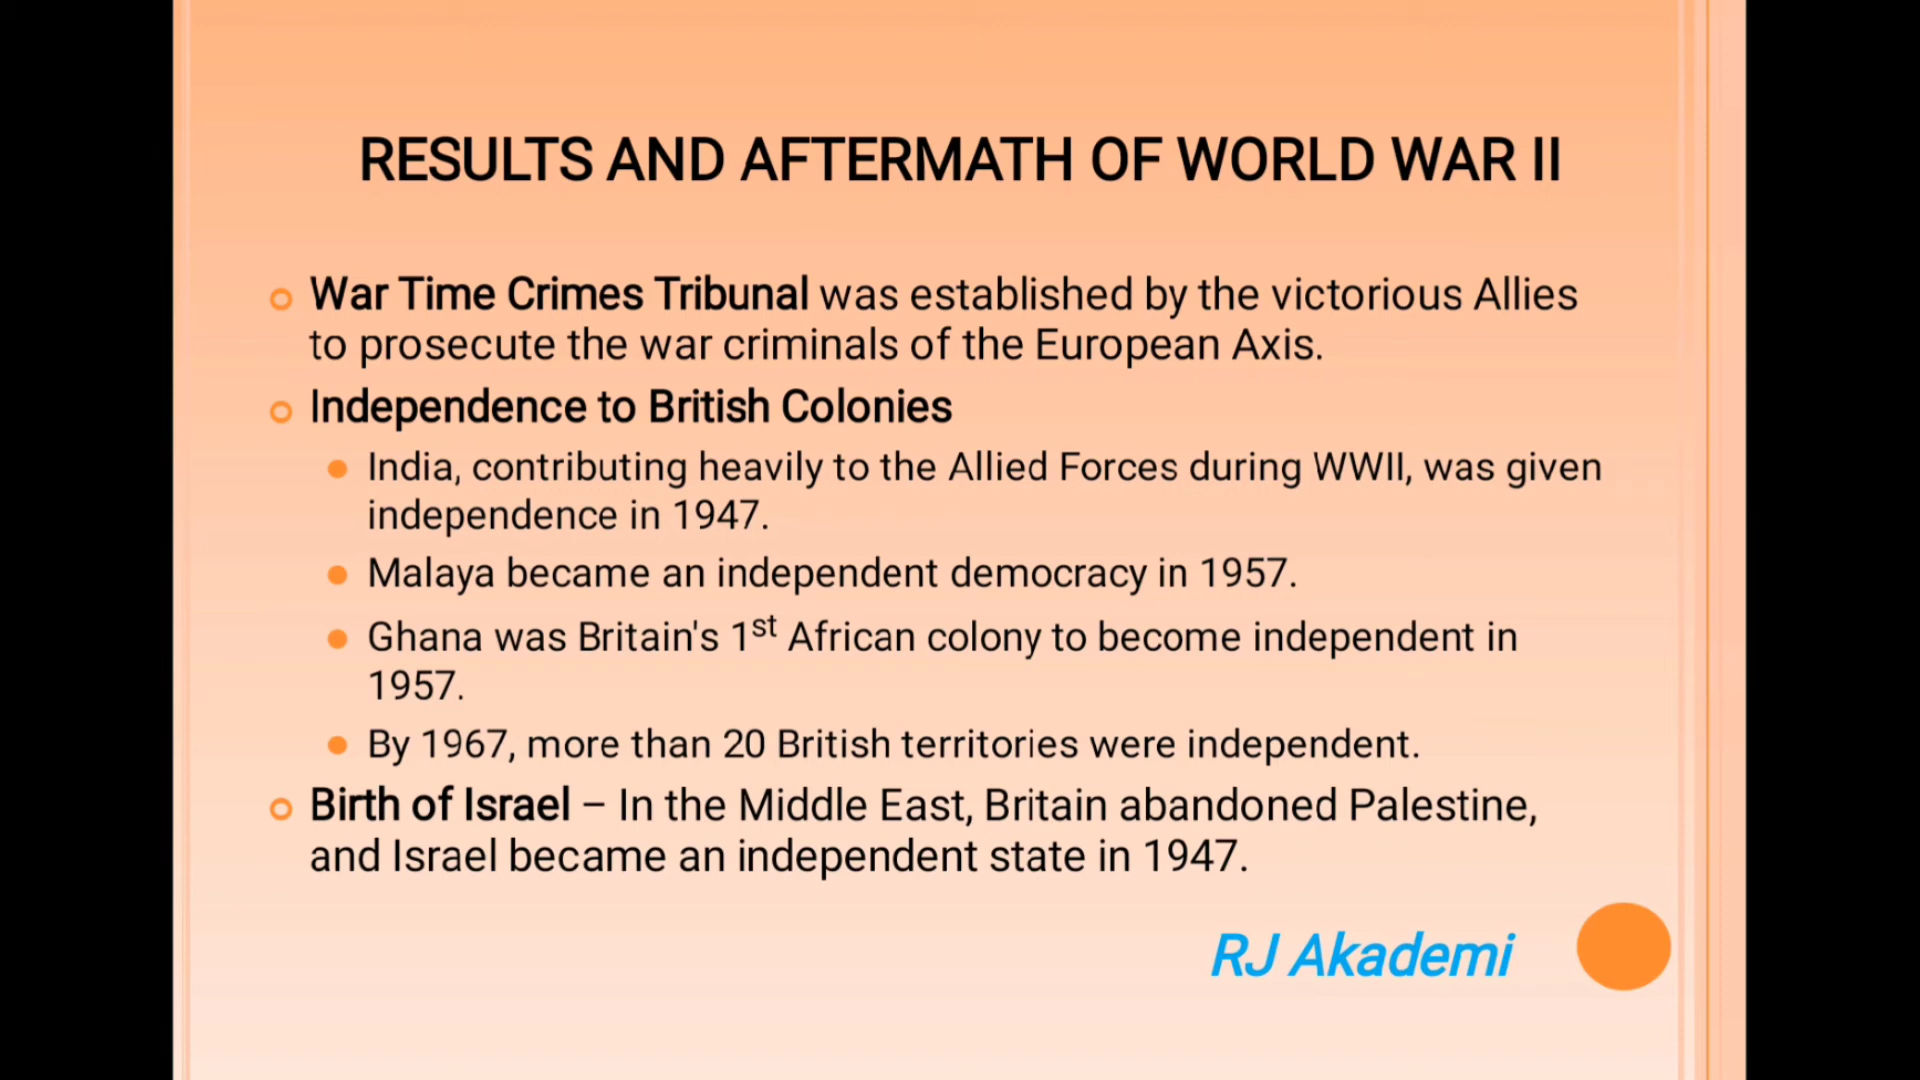 RESULTS AND AFTERMATH OF WORLD WAR II
War Time Crimes Tribunal was established by the victorious Allies
to prosecute the war criminals of the European Axis.
Independence to British Colonies
India, contributing heavily to the Allied Forces during WWII, was given
independence in 1947.
Malaya became an independent democracy in 1957.
Ghana was Britain's 1st African colony to become independent in
1957.
By 1967, more than 20 British territories were independent.
Birth of Israel – In the Middle East, Britain abandoned Palestine,
and Israel became an independent state in 1947.
RJ Akademi